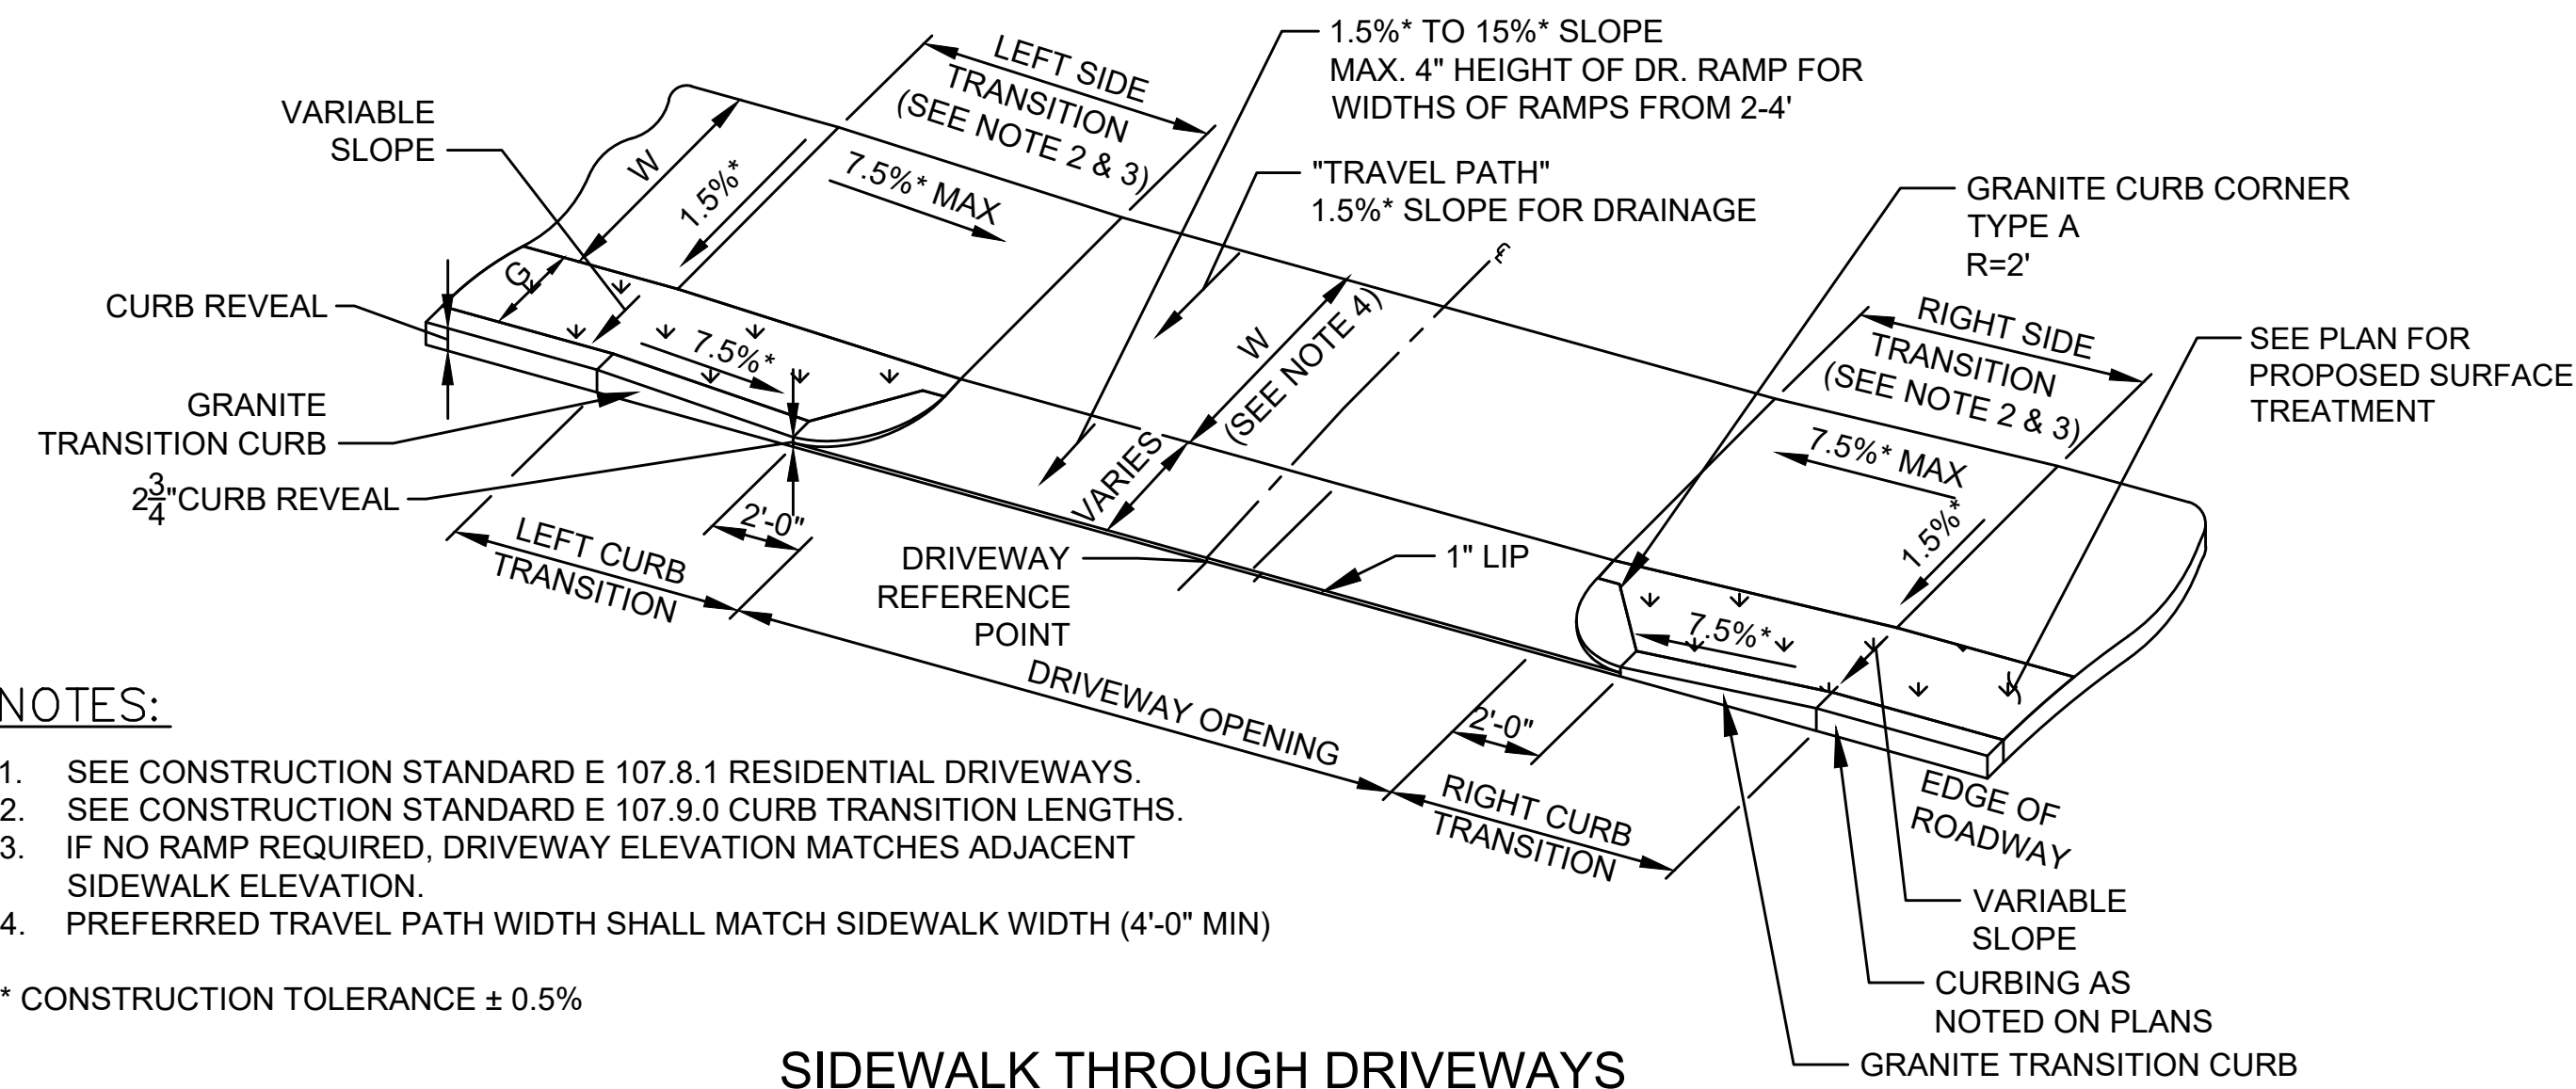 1.5%* TO 15%* SLOPE
MAX. 4" HEIGHT OF DR. RAMP FOR
WIDTHS OF RAMPS FROM 2-4'
LEFT SIDE
TRANSITION
(SEE NOTE 2 & 3)
VARIABLE
SLOPE
W
1.5%*
7.5%* MAX
"TRAVEL PATH"
1.5%* SLOPE FOR DRAINAGE
GRANITE CURB CORNER
TYPE A
R=2'
G
CURB REVEAL
7.5%*
W
(SEE NOTE 4)
RIGHT SIDE
TRANSITION
(SEE NOTE 2 & 3)
SEE PLAN FOR
PROPOSED SURFACE
TREATMENT
GRANITE
TRANSITION CURB
2 3/4"CURB REVEAL
VARIES
7.5%* MAX
1.5%*
2'-0"
LEFT CURB
TRANSITION
DRIVEWAY
REFERENCE
POINT
1" LIP
7.5%*
DRIVEWAY OPENING
2'-0"
RIGHT CURB
TRANSITION
EDGE OF
ROADWAY
VARIABLE
SLOPE
CURBING AS
NOTED ON PLANS
GRANITE TRANSITION CURB
NOTES:
1. SEE CONSTRUCTION STANDARD E 107.8.1 RESIDENTIAL DRIVEWAYS.
2. SEE CONSTRUCTION STANDARD E 107.9.0 CURB TRANSITION LENGTHS.
3. IF NO RAMP REQUIRED, DRIVEWAY ELEVATION MATCHES ADJACENT
SIDEWALK ELEVATION.
4. PREFERRED TRAVEL PATH WIDTH SHALL MATCH SIDEWALK WIDTH (4'-0" MIN)
* CONSTRUCTION TOLERANCE ± 0.5%
SIDEWALK THROUGH DRIVEWAYS